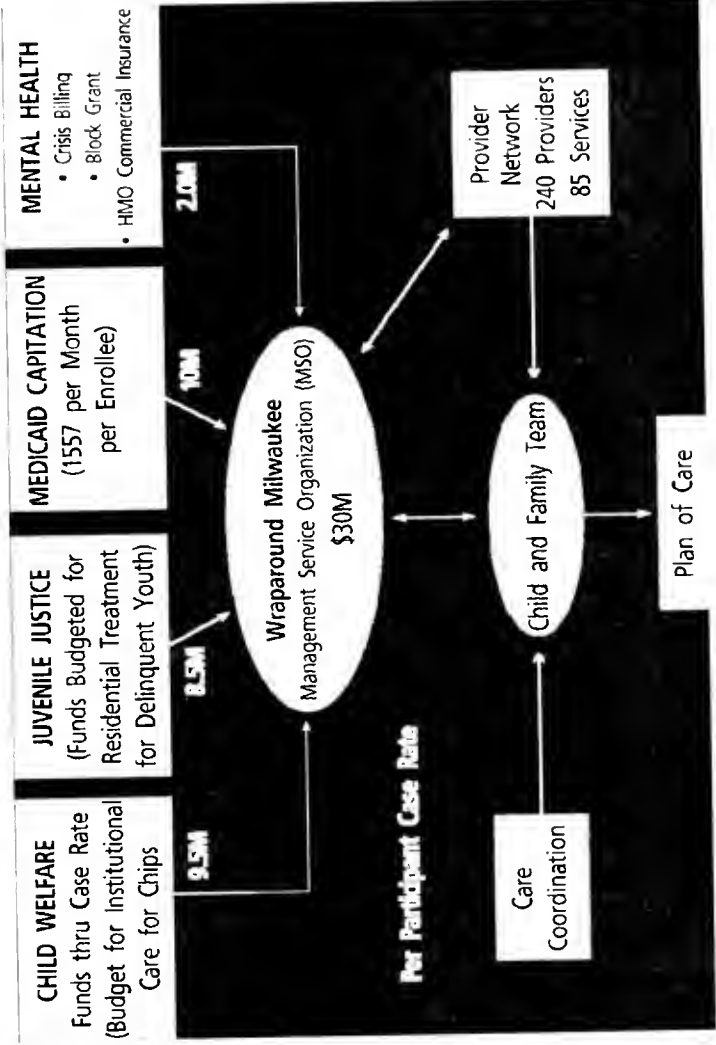 CHILD WELFARE
Funds thru Case Rate
(Budget for Institutional
Care for Chips
JUVENILE JUSTICE
(Funds Budgeted for
Residential Treatment
for Delinquent Youth)
MEDICAID CAPITATION
(1557 per Month
per Enrollee)
MENTAL HEALTH
• Crisis Billing
• Block Grant
• HMO Commercial Insurance
9.5M
8.5M
10M
2.0M
Wraparound Milwaukee
Management Service Organization (MSO)
$30M
Per Participant Case Rate
Care
Coordination
Child and Family Team
Provider
Network
240 Providers
85 Services
Plan of Care